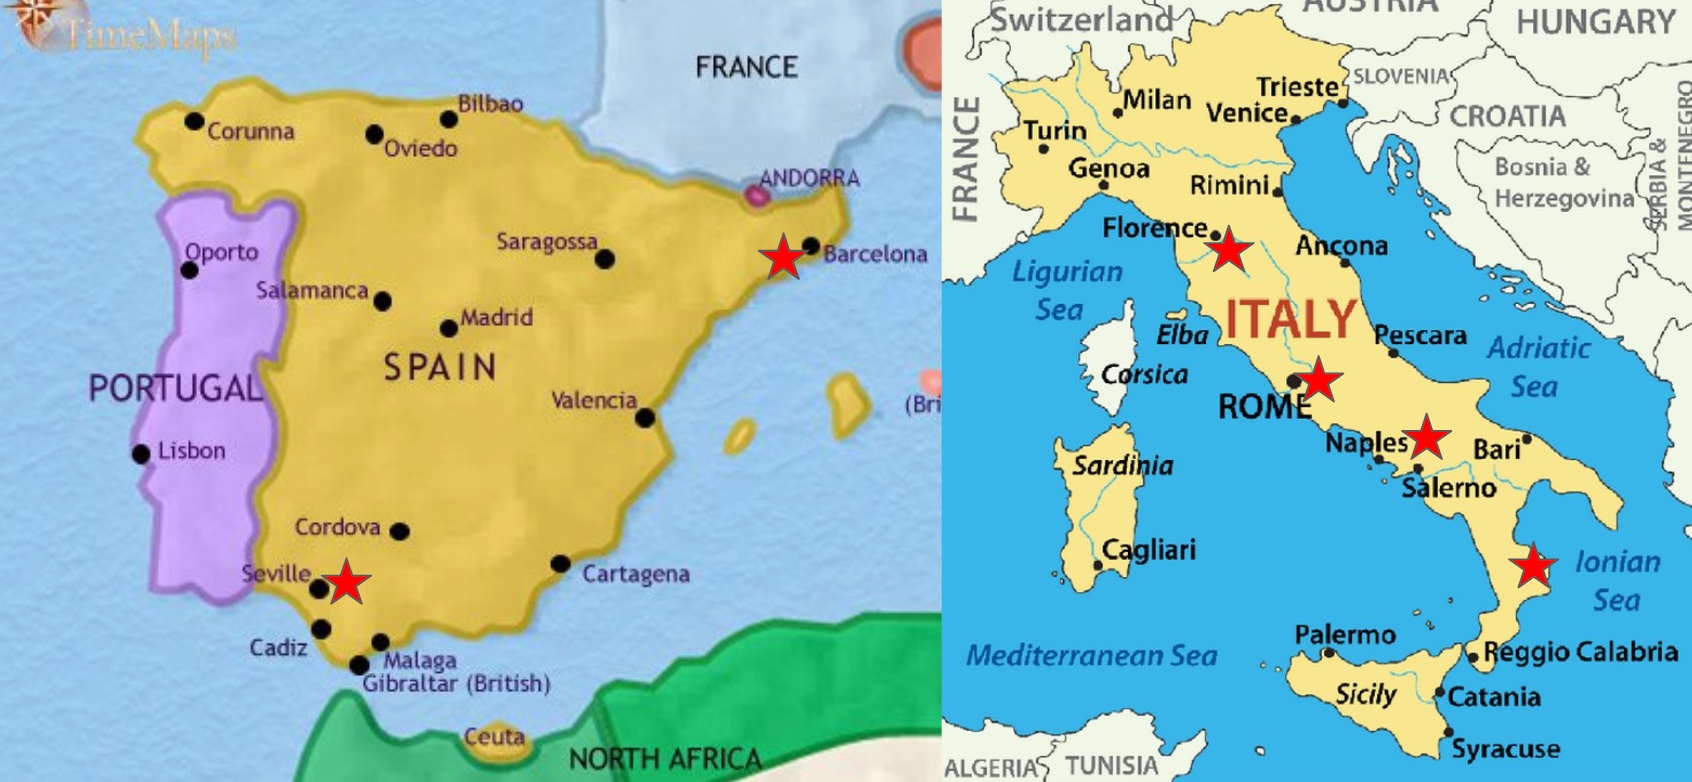 TimeMaps
FRANCE
Bilbao
Corunna
Oviedo
ANDORRA
Oporto
Saragossa
Barcelona
Salamanca
Madrid
SPAIN
PORTUGAL
Valencia
(Bri
Lisbon
Cordova
Seville
Cartagena
Cadiz
Malaga
Gibraltar (British)
Ceuta
NORTH AFRICA
Switzerland
AUSTRIA
HUNGARY
SLOVENIA
Trieste
Milan
Venice
CROATIA
FRANCE
Turin
Genoa
Rimini
Bosnia &
Herzegovina
SERBIA &
MONTENEGRO
Florence
Ancona
Ligurian
Sea
ITALY
Elba
Pescara
Adriatic
Sea
Corsica
ROME
Naples
Bari
Sardinia
Salerno
Cagliari
Ionian
Sea
Palermo
Mediterranean Sea
Reggio Calabria
Sicily
Catania
Syracuse
ALGERIA
TUNISIA